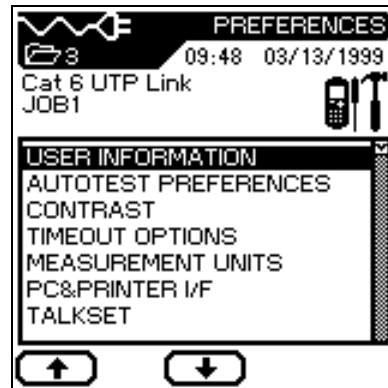 PREFERENCES
3 09:48 03/13/1999
Cat 6 UTP Link
JOB1
USER INFORMATION
AUTOTEST PREFERENCES
CONTRAST
TIMEOUT OPTIONS
MEASUREMENT UNITS
PC&PRINTER I/F
TALKSET